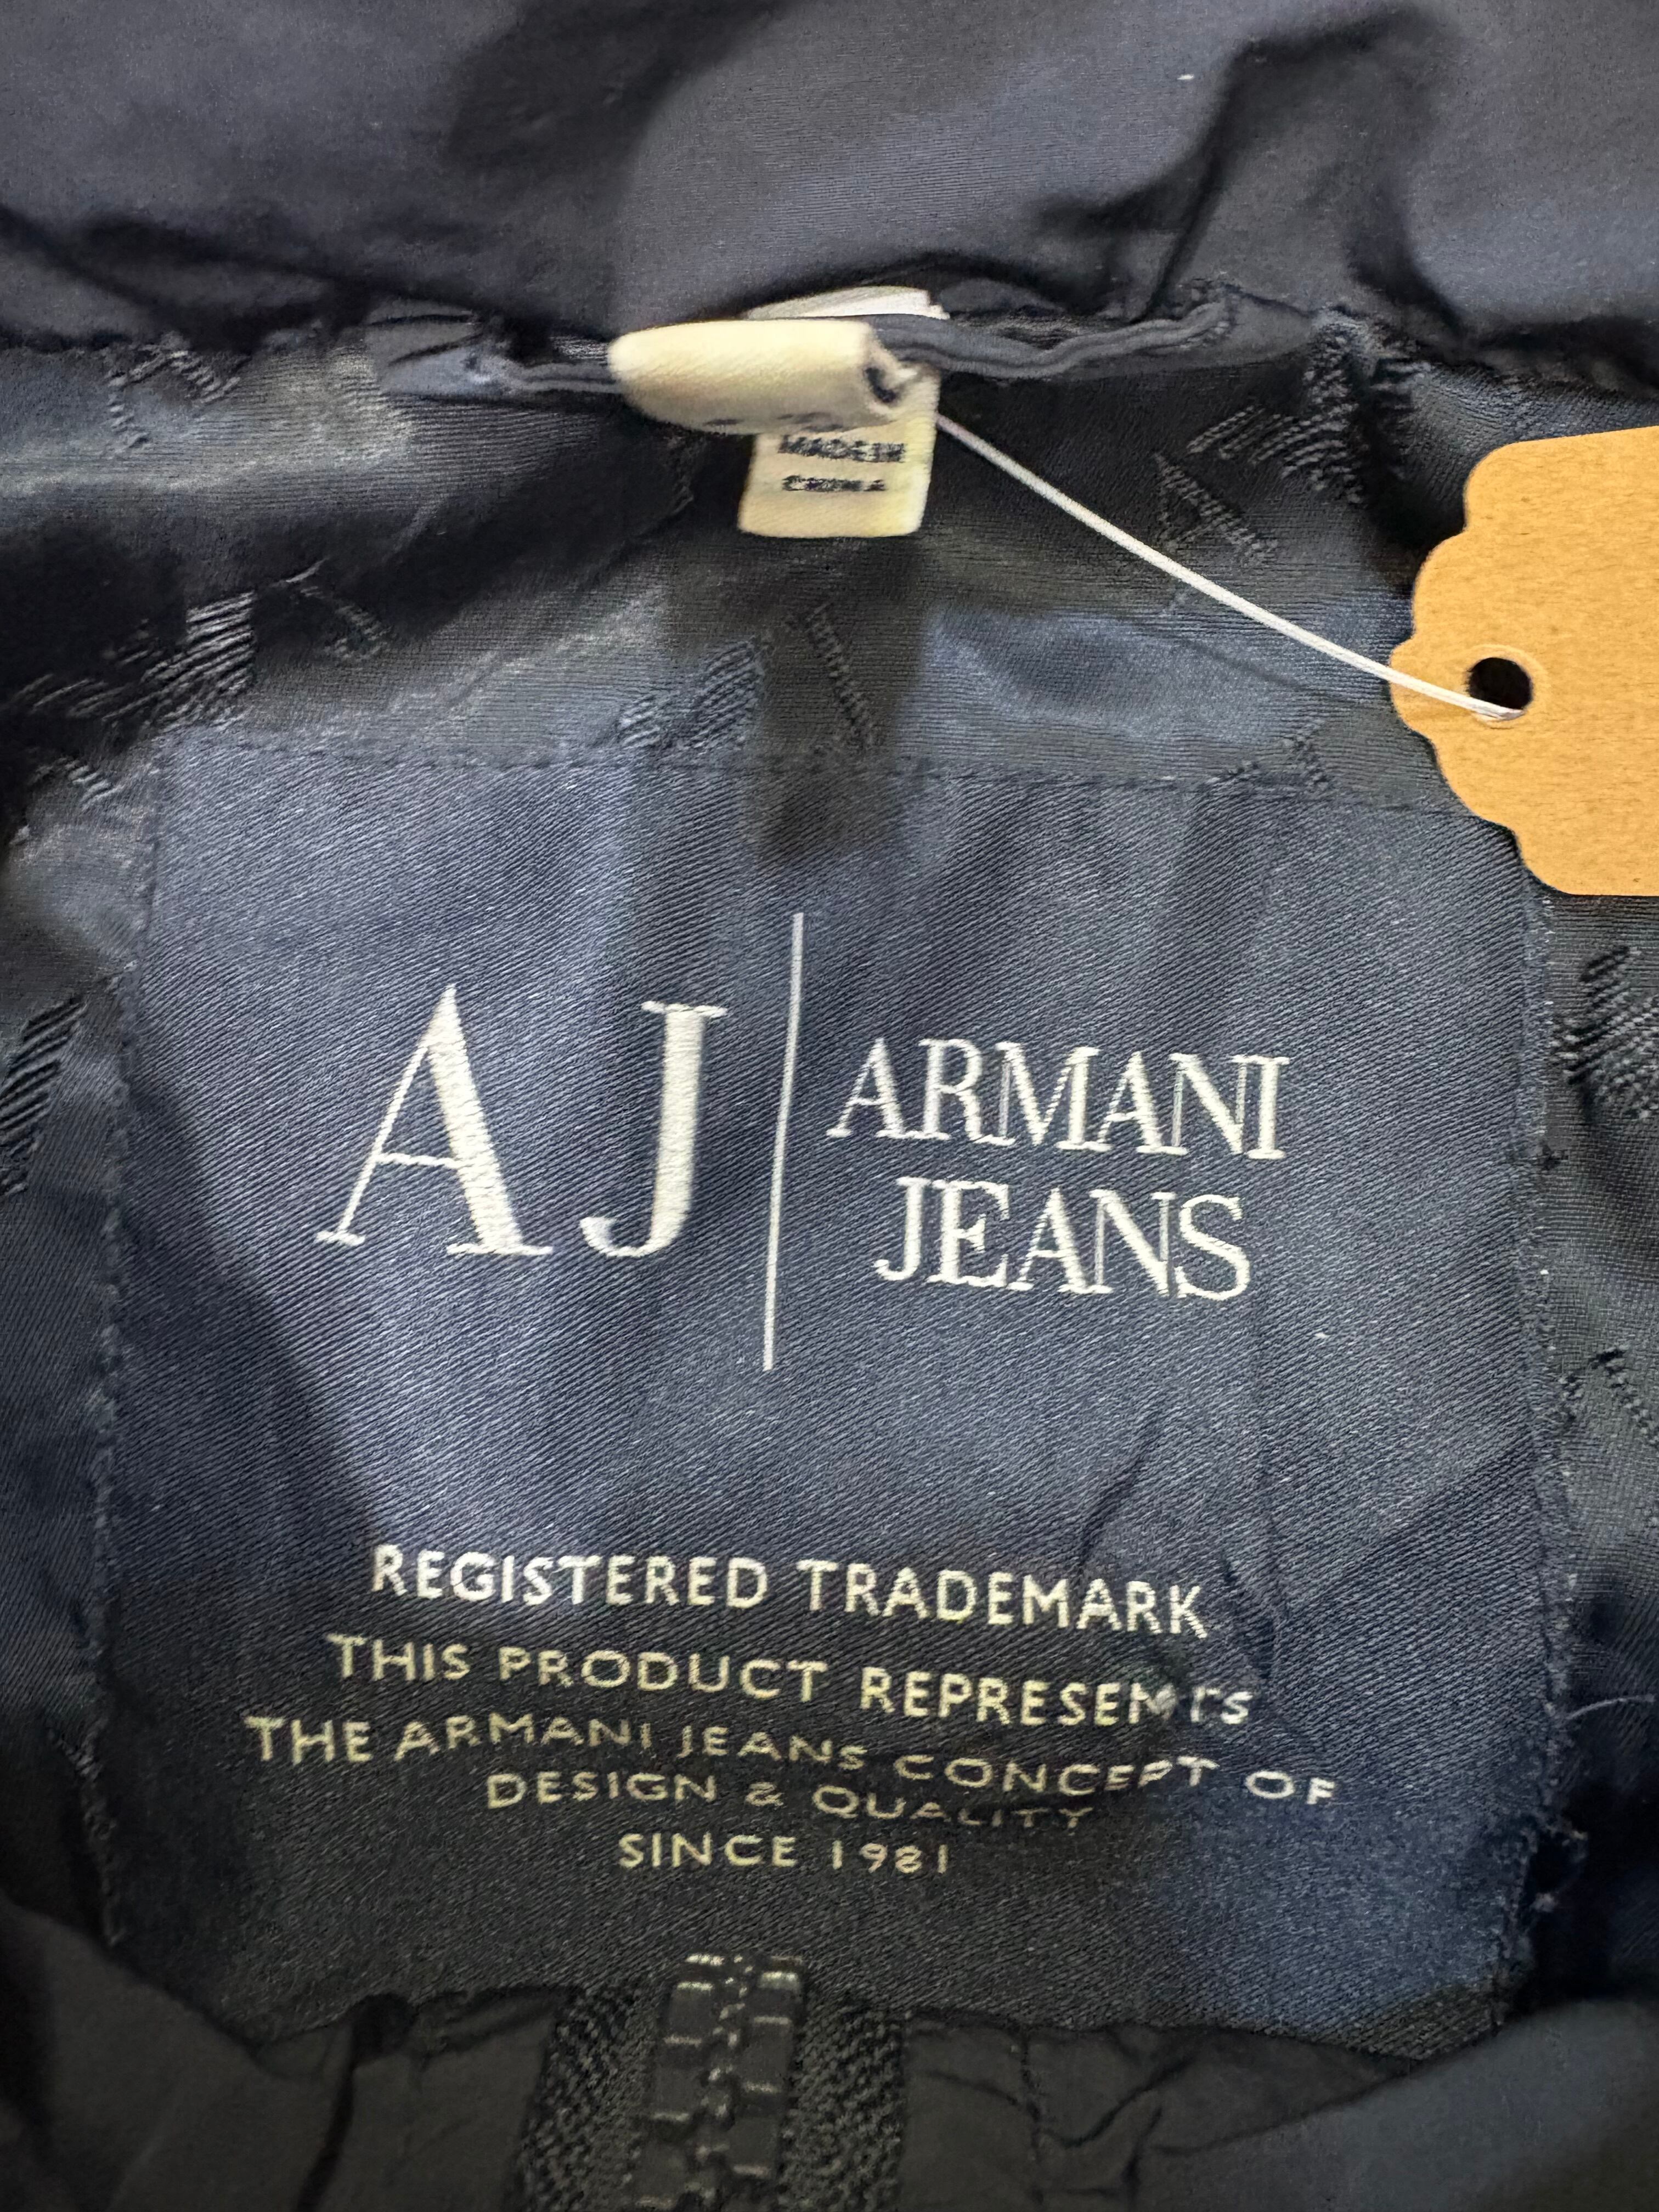 MADE IN
CHINA
AJ
ARMANI
JEANS
REGISTERED TRADEMARK
THIS PRODUCT REPRESENTS
THE ARMANI JEANS CONCEPT OF
DESIGN & QUALITY
SINCE 1981